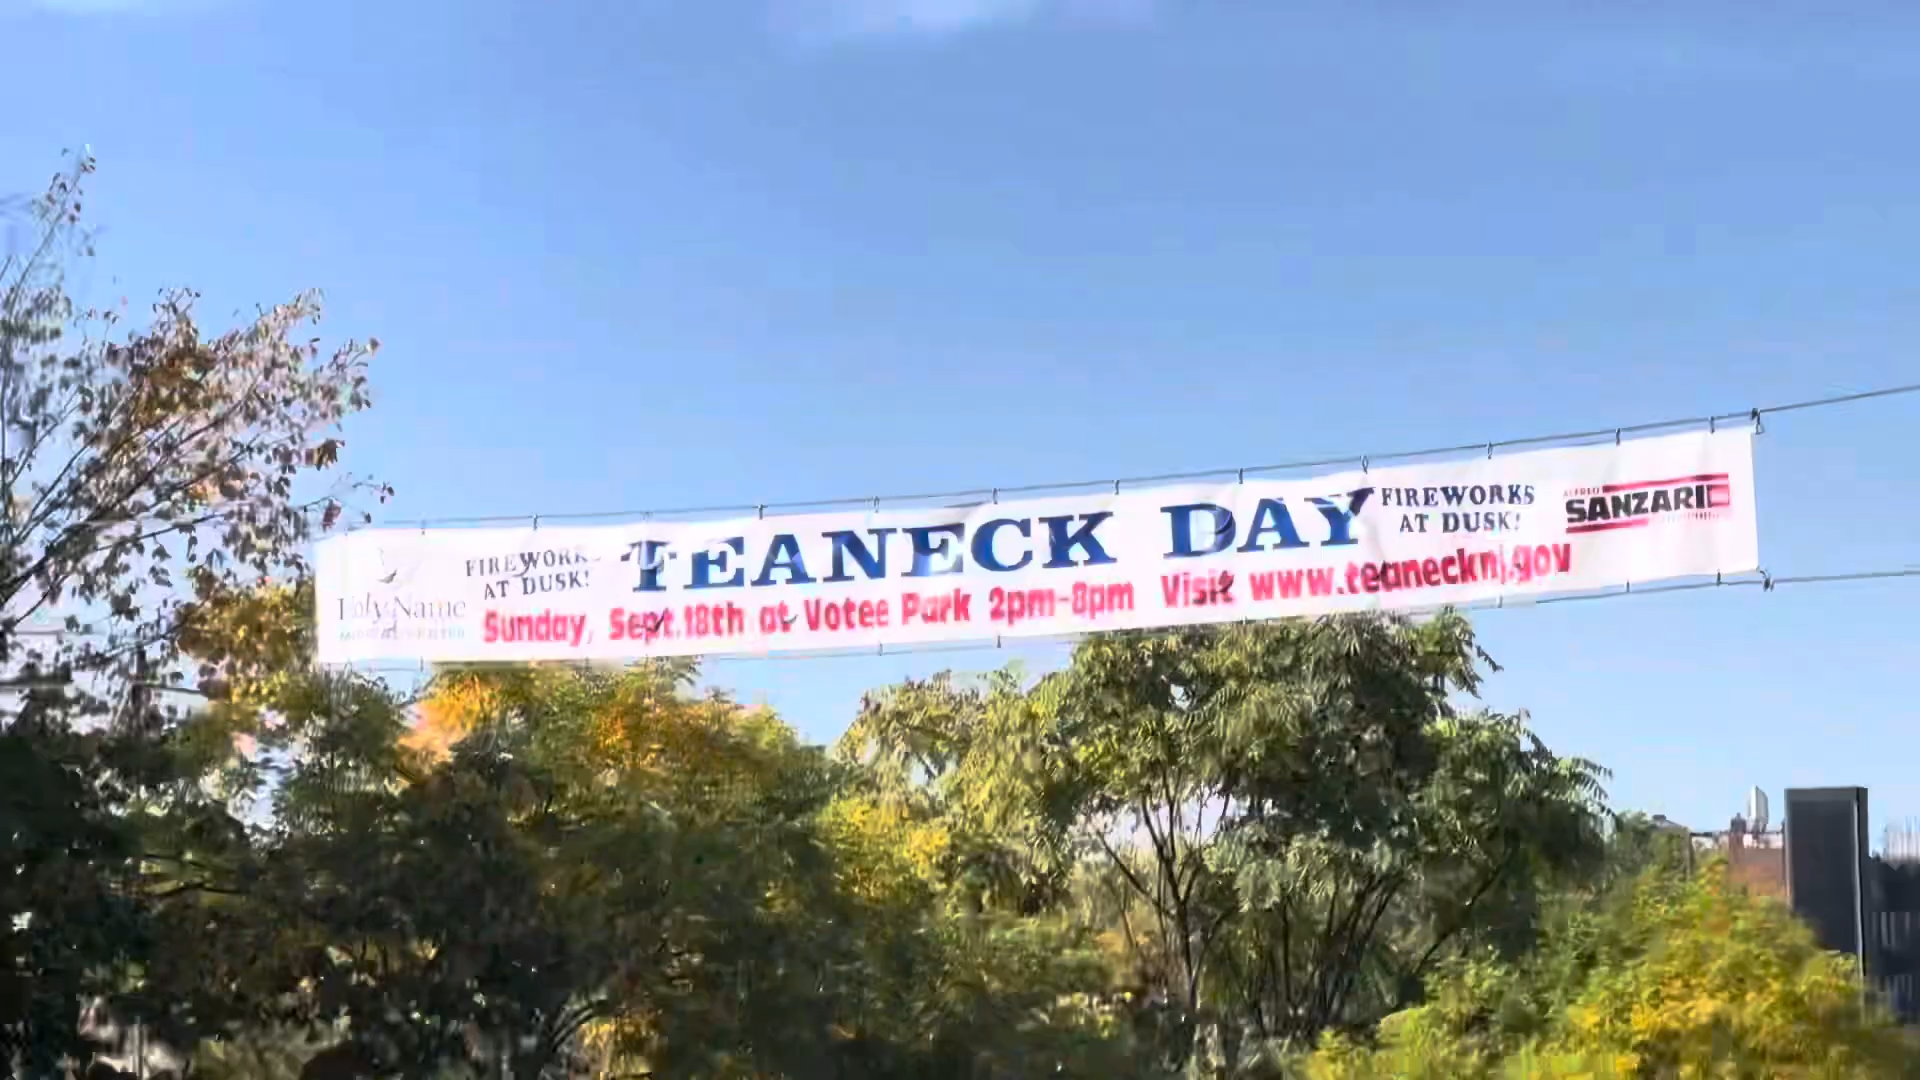 Holy Name
FIREWORKS
AT DUSK!
TEANECK DAY
FIREWORKS
AT DUSK!
ALFRED
SANZARI
Sunday, Sept.18th at Votee Park 2pm-8pm Visit www.teanecknj.gov